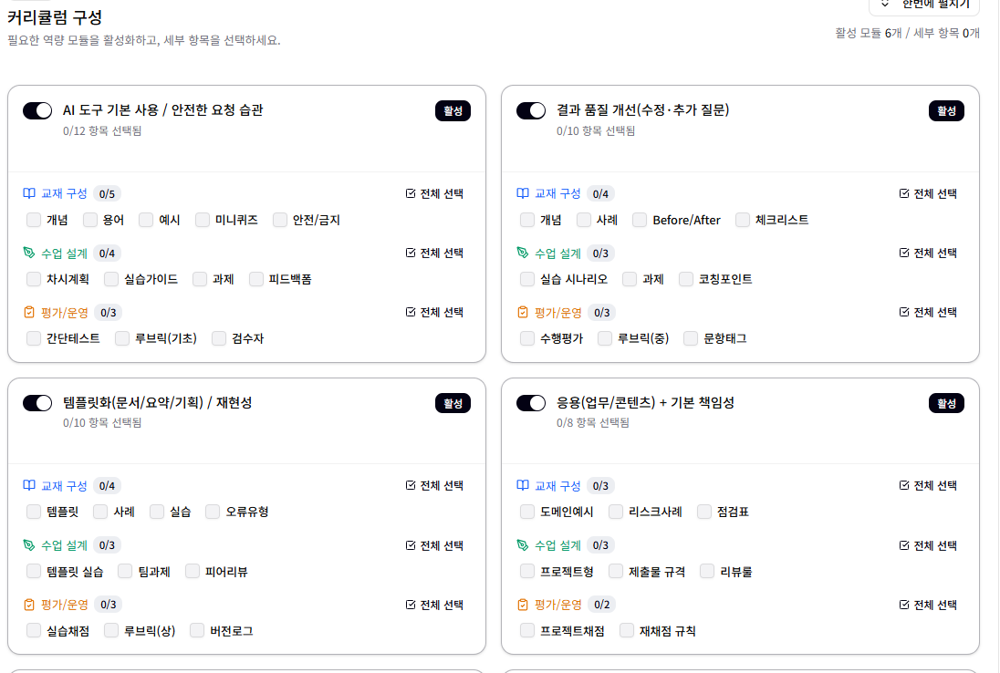 한번에 펼치기
커리큘럼 구성
필요한 역량 모듈을 활성화하고, 세부 항목을 선택하세요.
활성 모듈 6개 / 세부 항목 0개
AI 도구 기본 사용 / 안전한 요청 습관
활성
0/12 항목 선택됨
교재 구성 0/5
전체 선택
개념 용어 예시 미니퀴즈 안전/금지
수업 설계 0/4
전체 선택
차시계획 실습가이드 과제 피드백폼
평가/운영 0/3
전체 선택
간단테스트 루브릭(기초) 검수자
결과 품질 개선(수정·추가 질문)
활성
0/10 항목 선택됨
교재 구성 0/4
전체 선택
개념 사례 Before/After 체크리스트
수업 설계 0/3
전체 선택
실습 시나리오 과제 코칭포인트
평가/운영 0/3
전체 선택
수행평가 루브릭(중) 문항태그
템플릿화(문서/요약/기획) / 재현성
활성
0/10 항목 선택됨
교재 구성 0/4
전체 선택
템플릿 사례 실습 오류유형
수업 설계 0/3
전체 선택
템플릿 실습 팀과제 피어리뷰
평가/운영 0/3
전체 선택
실습채점 루브릭(상) 버전로그
응용(업무/콘텐츠) + 기본 책임성
활성
0/8 항목 선택됨
교재 구성 0/3
전체 선택
도메인예시 리스크사례 점검표
수업 설계 0/3
전체 선택
프로젝트형 제출물 규격 리뷰룰
평가/운영 0/2
전체 선택
프로젝트채점 재채점 규칙